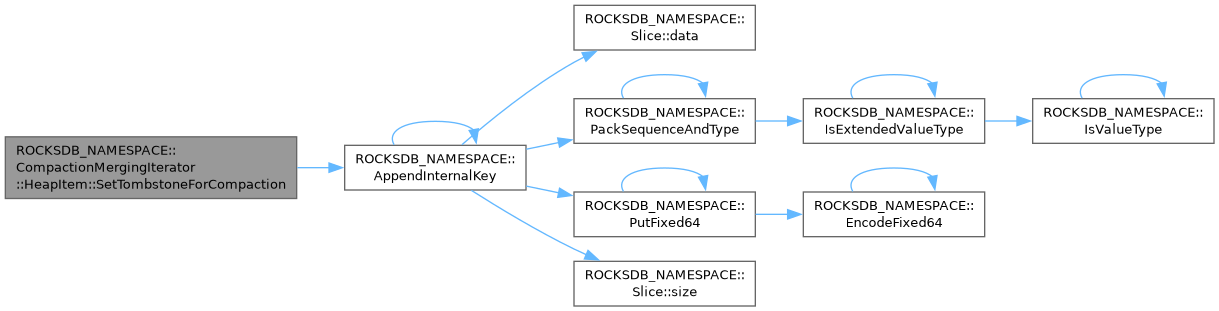 ROCKSDB_NAMESPACE::
CompactionMergingIterator
::HeapItem::SetTombstoneForCompaction
ROCKSDB_NAMESPACE::
AppendInternalKey
ROCKSDB_NAMESPACE::
Slice::data
ROCKSDB_NAMESPACE::
PackSequenceAndType
ROCKSDB_NAMESPACE::
IsExtendedValueType
ROCKSDB_NAMESPACE::
IsValueType
ROCKSDB_NAMESPACE::
PutFixed64
ROCKSDB_NAMESPACE::
EncodeFixed64
ROCKSDB_NAMESPACE::
Slice::size